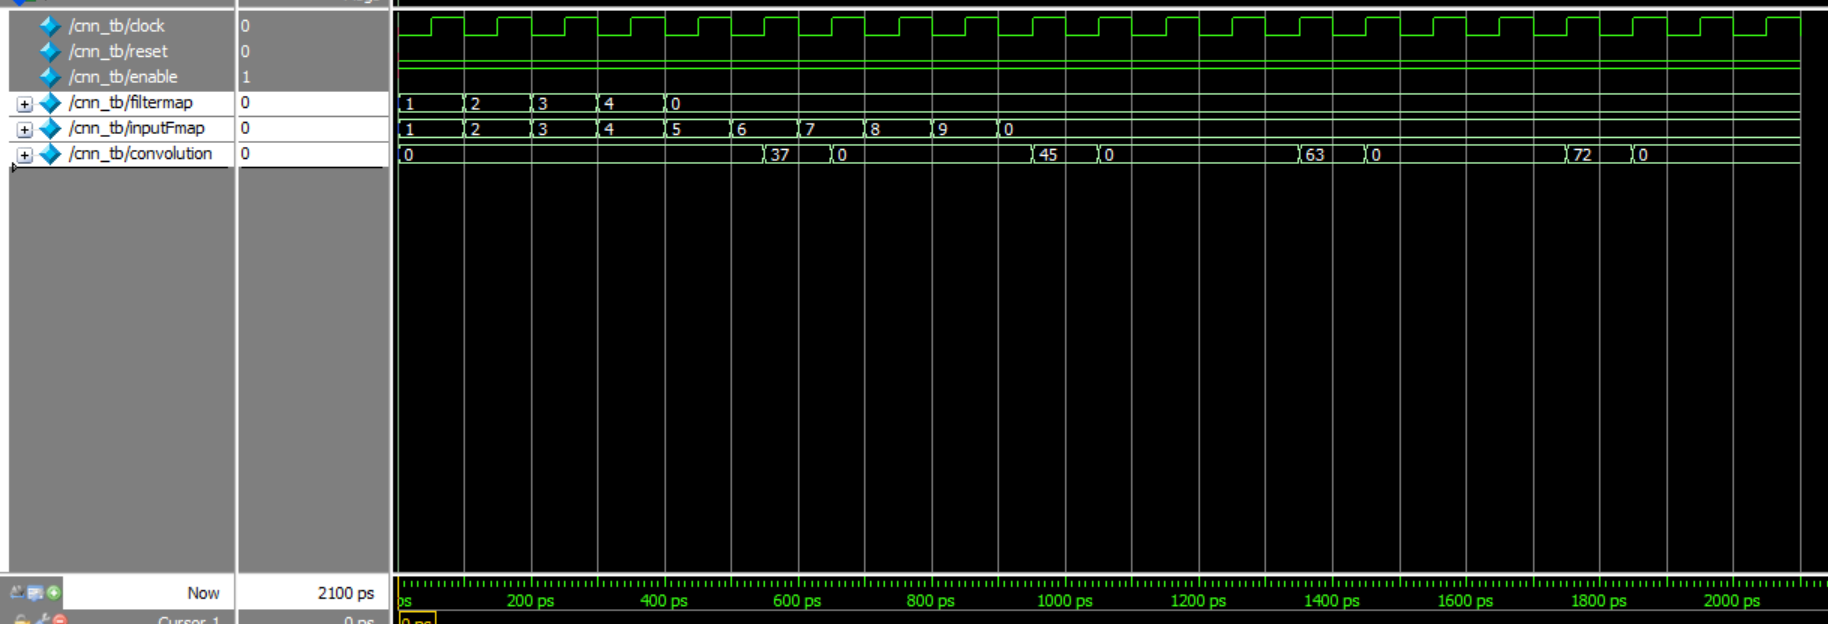 /cnn_tb/clock 0
/cnn_tb/reset 0
/cnn_tb/enable 1
/cnn_tb/filtermap 0 1 2 3 4 0
/cnn_tb/inputFmap 0 1 2 3 4 5 6 7 8 9 0
/cnn_tb/convolution 0 0 37 0 45 0 63 0 72 0
Now 2100 ps ps 200 ps 400 ps 600 ps 800 ps 1000 ps 1200 ps 1400 ps 1600 ps 1800 ps 2000 ps
Cursor 1 0 ps 0 ps